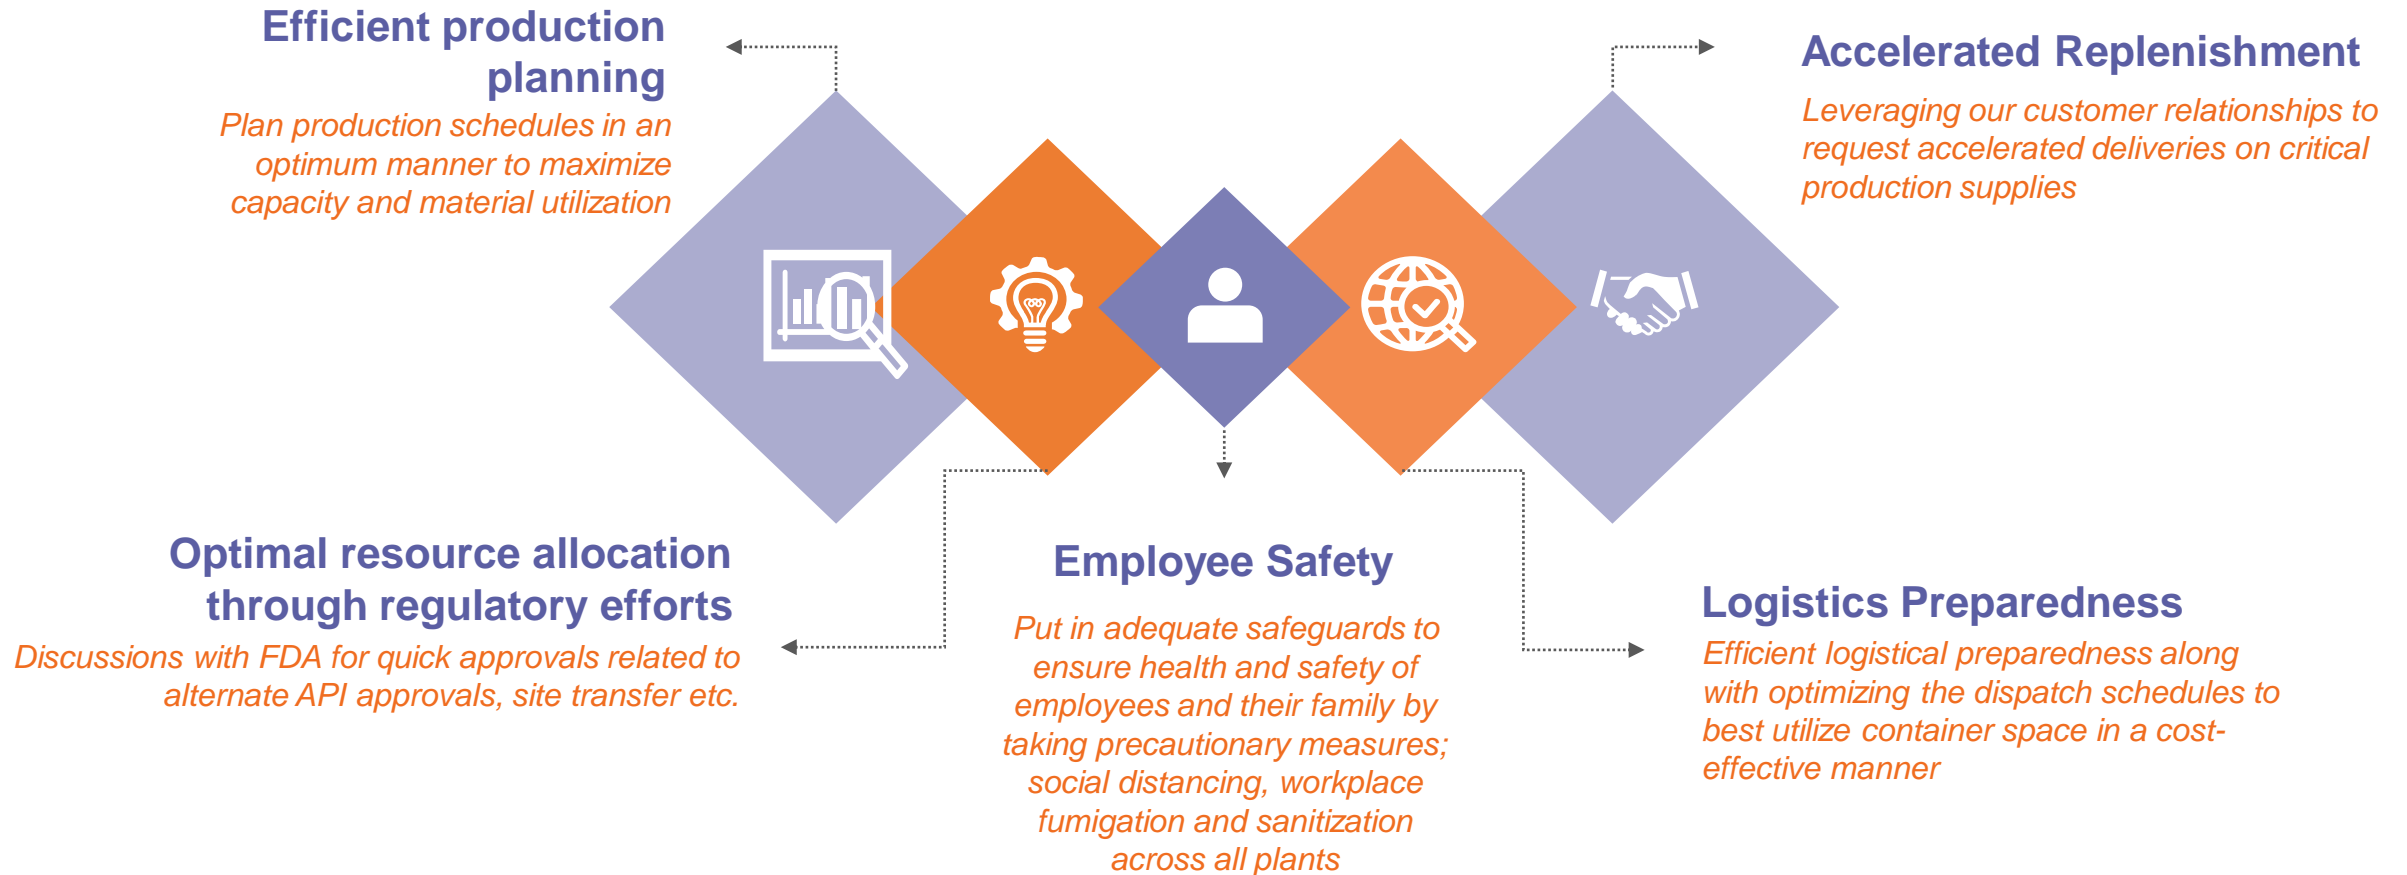 Efficient production
planning
Plan production schedules in an
optimum manner to maximize
capacity and material utilization
Accelerated Replenishment
Leveraging our customer relationships to
request accelerated deliveries on critical
production supplies
Optimal resource allocation
through regulatory efforts
Discussions with FDA for quick approvals related to
alternate API approvals, site transfer etc.
Employee Safety
Put in adequate safeguards to
ensure health and safety of
employees and their family by
taking precautionary measures;
social distancing, workplace
fumigation and sanitization
across all plants
Logistics Preparedness
Efficient logistical preparedness along
with optimizing the dispatch schedules to
best utilize container space in a cost-
effective manner